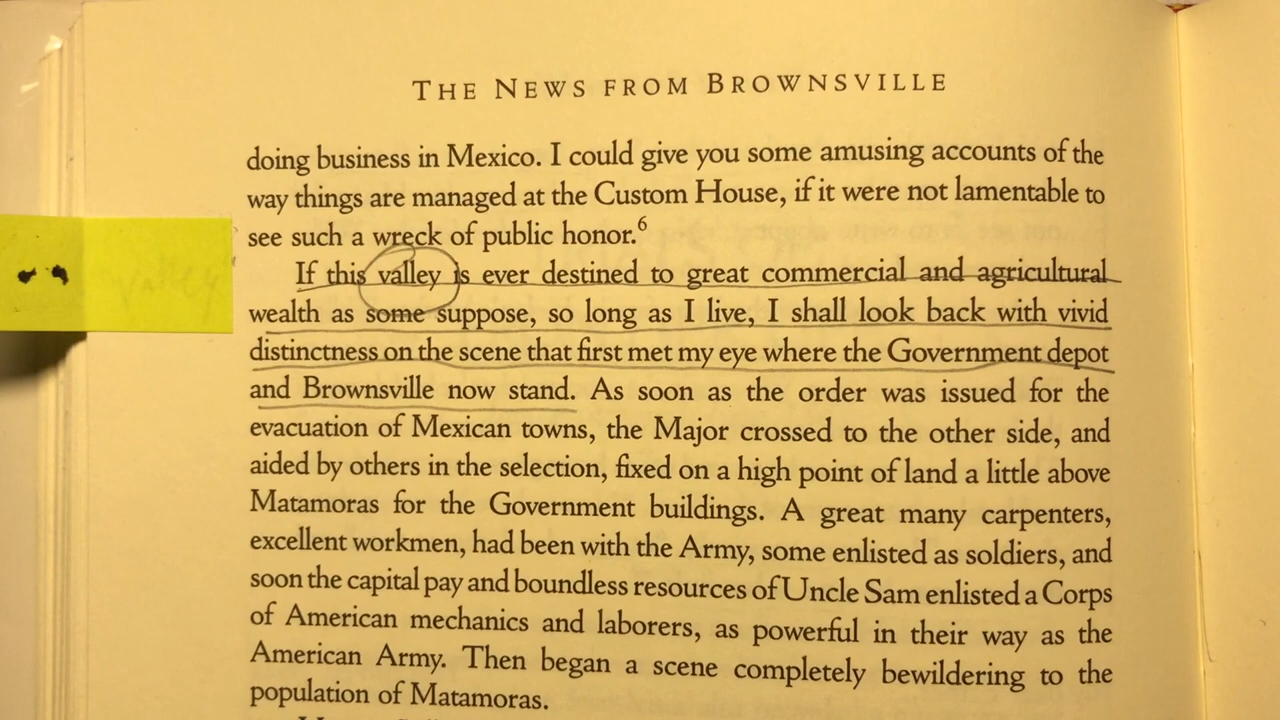 THE NEWS FROM BROWNSVILLE
doing business in Mexico. I could give you some amusing accounts of the
way things are managed at the Custom House, if it were not lamentable to
see such a wreck of public honor.6
If this valley is ever destined to great commercial and agricultural
valley
wealth as some suppose, so long as I live, I shall look back with vivid
distinctness on the scene that first met my eye where the Government depot
and Brownsville now stand. As soon as the order was issued for the
evacuation of Mexican towns, the Major crossed to the other side, and
aided by others in the selection, fixed on a high point of land a little above
Matamoras for the Government buildings. A great many carpenters,
excellent workmen, had been with the Army, some enlisted as soldiers, and
soon the capital pay and boundless resources of Uncle Sam enlisted a Corps
of American mechanics and laborers, as powerful in their way as the
American Army. Then began a scene completely bewildering to the
population of Matamoras.